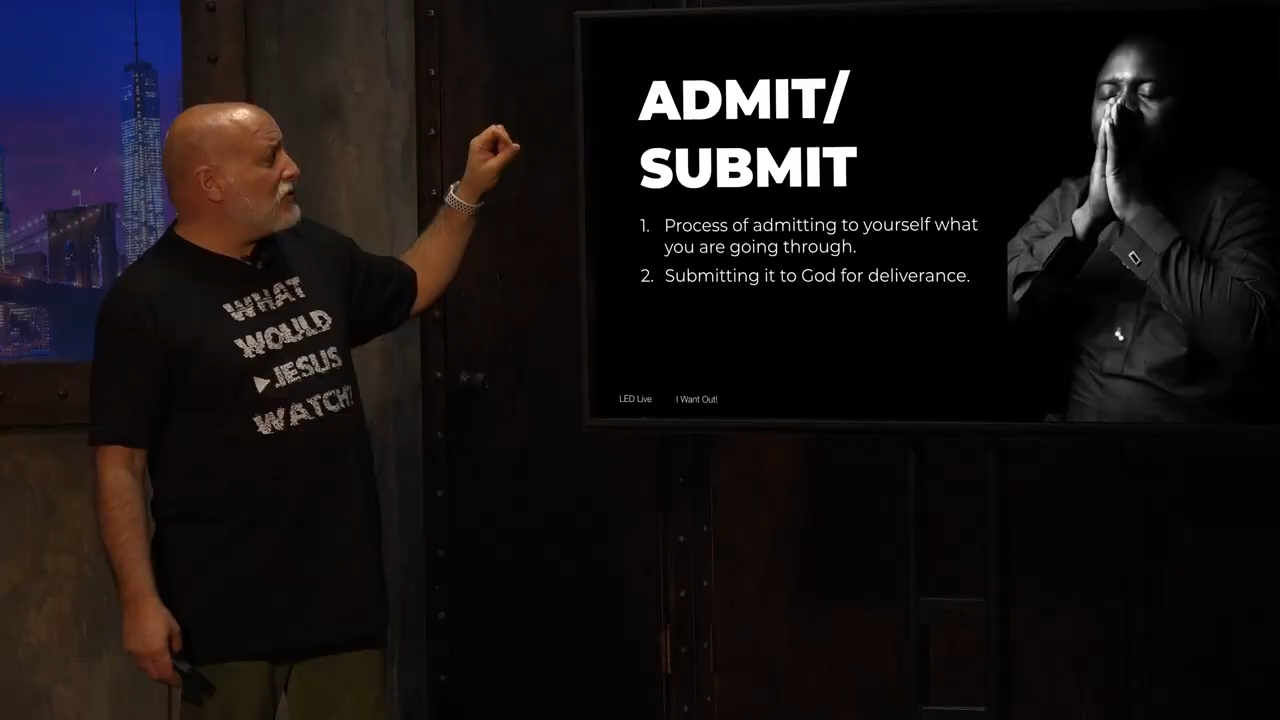 WHAT
WOULD
JESUS
WATCH?
ADMIT/
SUBMIT
1. Process of admitting to yourself what
you are going through.
2. Submitting it to God for deliverance.
LED Live I Want Out!